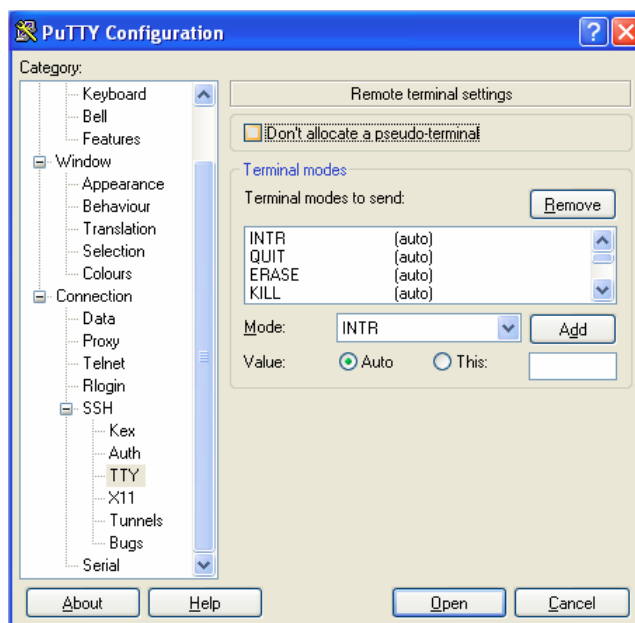 PuTTY Configuration
Category:
Keyboard
Bell
Features
Window
Appearance
Behaviour
Translation
Selection
Colours
Connection
Data
Proxy
Telnet
Rlogin
SSH
Kex
Auth
TTY
X11
Tunnels
Bugs
Serial
Remote terminal settings
Don't allocate a pseudo-terminal
Terminal modes
Terminal modes to send:
Remove
INTR (auto)
QUIT (auto)
ERASE (auto)
KILL (auto)
Mode: INTR Add
Value: Auto This:
About Help Open Cancel